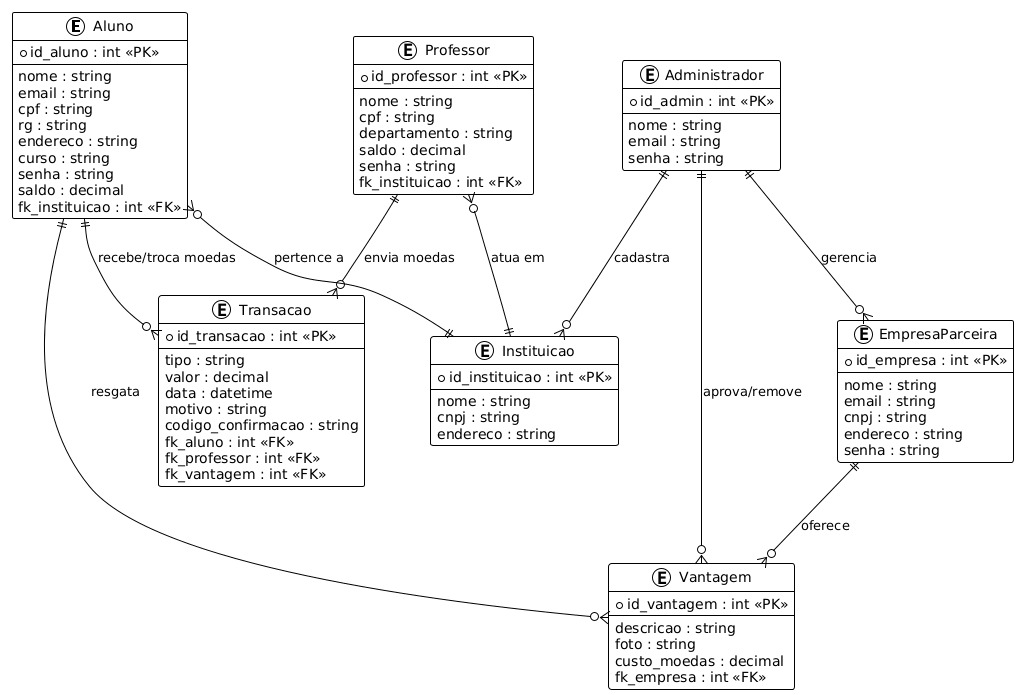 E Aluno
id_aluno : int «PK»
nome : string
email : string
cpf : string
rg : string
endereco : string
curso : string
senha : string
saldo : decimal
fk_instituicao : int «FK»
E Professor
id_professor : int «PK»
nome : string
cpf : string
departamento : string
saldo : decimal
senha : string
fk_instituicao : int «FK»
E Administrador
id_admin : int «PK»
nome : string
email : string
senha : string
recebe/troca moedas
pertence a
envia moedas
atua em
cadastra
gerencia
E Transacao
id_transacao : int «PK»
tipo : string
valor : decimal
data : datetime
motivo : string
codigo_confirmacao : string
fk_aluno : int «FK»
fk_professor : int «FK»
fk_vantagem : int «FK»
E Instituicao
id_instituicao : int «PK»
nome : string
cnpj : string
endereco : string
E EmpresaParceira
id_empresa : int «PK»
nome : string
email : string
cnpj : string
endereco : string
senha : string
resgata
aprova/remove
oferece
E Vantagem
id_vantagem : int «PK»
descricao : string
foto : string
custo_moedas : decimal
fk_empresa : int «FK»